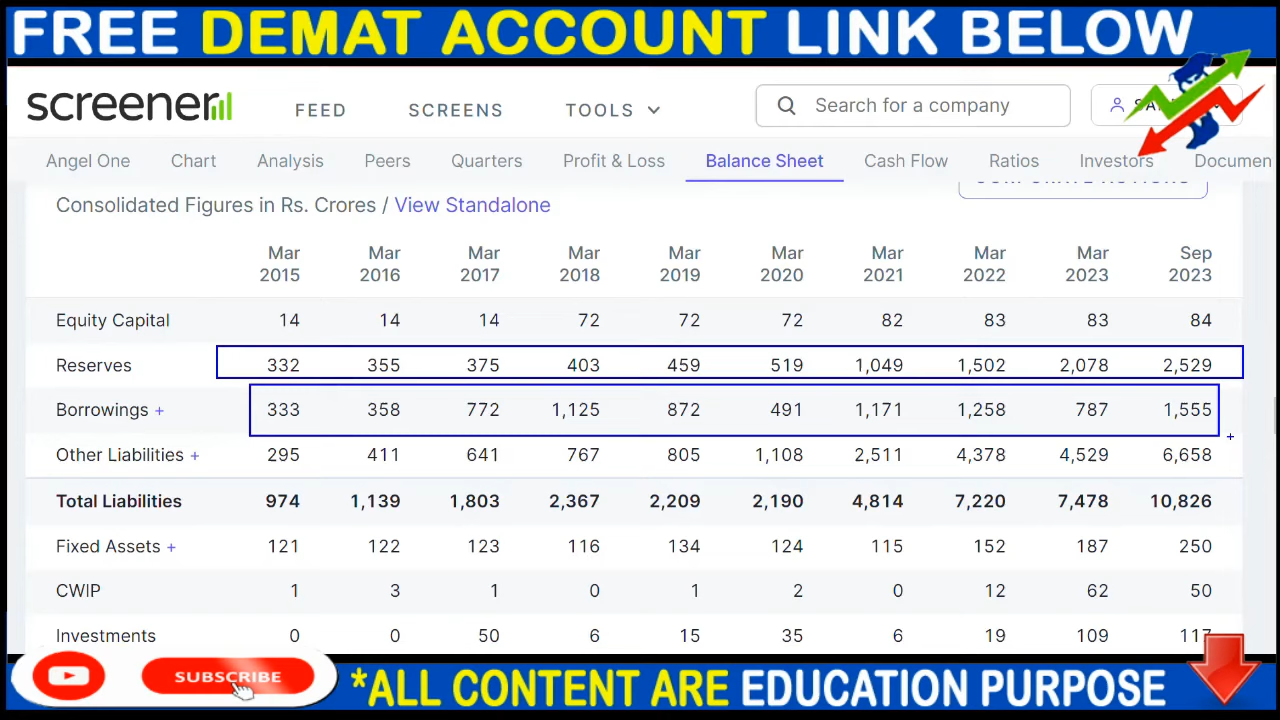 FREE DEMAT ACCOUNT LINK BELOW
screener FEED SCREENS TOOLS Search for a company
Angel One Chart Analysis Peers Quarters Profit & Loss Balance Sheet Cash Flow Ratios Investors Documen
Consolidated Figures in Rs. Crores / View Standalone
Mar 2015 Mar 2016 Mar 2017 Mar 2018 Mar 2019 Mar 2020 Mar 2021 Mar 2022 Mar 2023 Sep 2023
Equity Capital 14 14 14 72 72 72 82 83 83 84
Reserves 332 355 375 403 459 519 1,049 1,502 2,078 2,529
Borrowings + 333 358 772 1,125 872 491 1,171 1,258 787 1,555
Other Liabilities + 295 411 641 767 805 1,108 2,511 4,378 4,529 6,658
Total Liabilities 974 1,139 1,803 2,367 2,209 2,190 4,814 7,220 7,478 10,826
Fixed Assets + 121 122 123 116 134 124 115 152 187 250
CWIP 1 3 1 0 1 2 0 12 62 50
Investments 0 0 50 6 15 35 6 19 109 117
SUBSCRIBE
*ALL CONTENT ARE EDUCATION PURPOSE